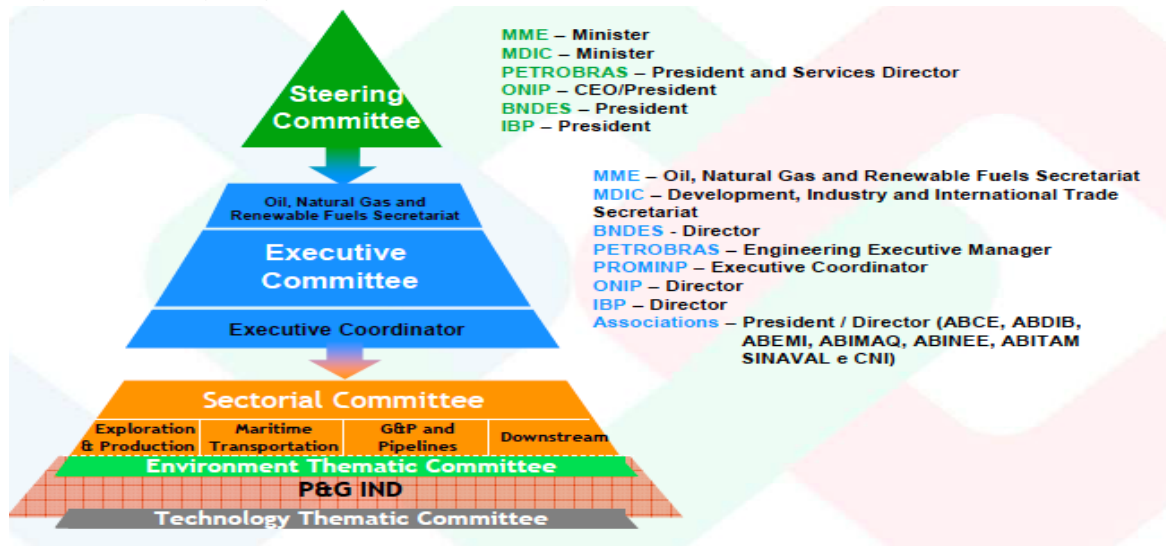 Steering
Committee
MME – Minister
MDIC – Minister
PETROBRAS – President and Services Director
ONIP – CEO/President
BNDES – President
IBP – President
Oil, Natural Gas and
Renewable Fuels Secretariat
Executive
Committee
Executive Coordinator
MME – Oil, Natural Gas and Renewable Fuels Secretariat
MDIC – Development, Industry and International Trade
Secretariat
BNDES - Director
PETROBRAS – Engineering Executive Manager
PROMINP – Executive Coordinator
ONIP – Director
IBP – Director
Associations – President / Director (ABCE, ABDIB,
ABEMI, ABIMAQ, ABINEE, ABITAM
SINAVAL e CNI)
Sectorial Committee
Exploration
& Production
Maritime
Transportation
G&P and
Pipelines
Downstream
Environment Thematic Committee
P&G IND
Technology Thematic Committee